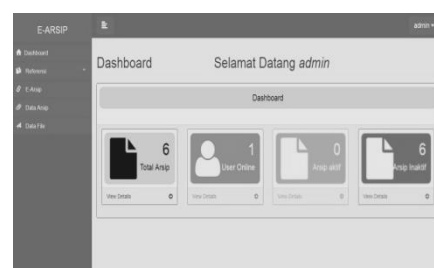 E-ARSIP
admin
Dashboard
Referensi
E-Arsip
Data Arsip
Data File
Dashboard
Selamat Datang admin
Dashboard
6
Total Arsip
View Details
1
User Online
View Details
0
Arsip aktif
View Details
6
Arsip Inaktif
View Details